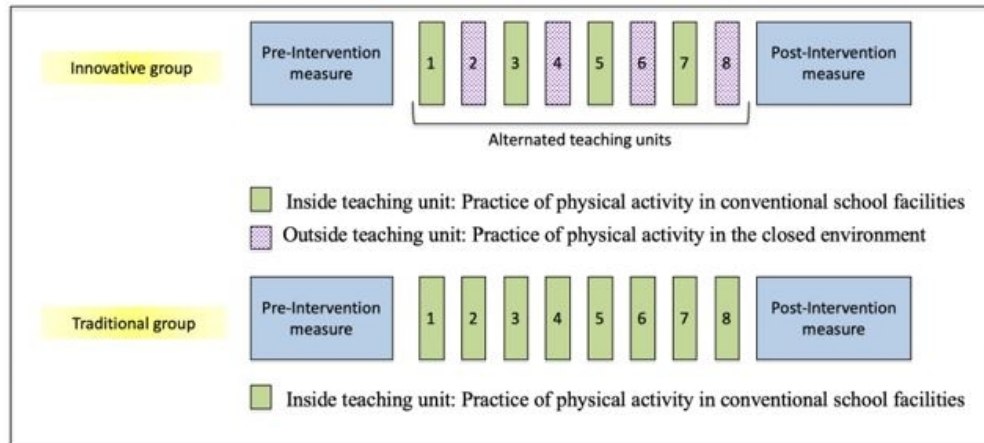 Innovative group
Pre-Intervention
measure
1 2 3 4 5 6 7 8
Post-Intervention
measure
Alternated teaching units
Inside teaching unit: Practice of physical activity in conventional school facilities
Outside teaching unit: Practice of physical activity in the closed environment
Traditional group
Pre-Intervention
measure
1 2 3 4 5 6 7 8
Post-Intervention
measure
Inside teaching unit: Practice of physical activity in conventional school facilities